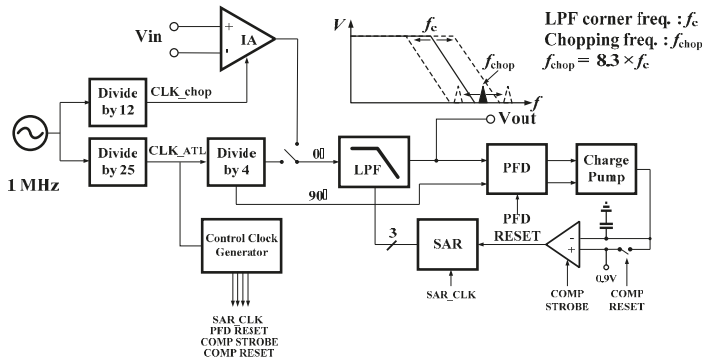 Vin
+
-
IA
V
fc
fchop
f
LPF corner freq. : fc
Chopping freq. : fchop
fchop = 8.3 × fc
Divide
by 12
CLK_chop
1 MHz
Divide
by 25
CLK_ATL
Divide
by 4
0▯
90▯
LPF
Vout
PFD
Charge
Pump
PFD
RESET
Control Clock
Generator
3
SAR
-
+
0.9V
SAR_CLK
COMP
STROBE
COMP
RESET
SAR_CLK
PFD RESET
COMP STROBE
COMP RESET